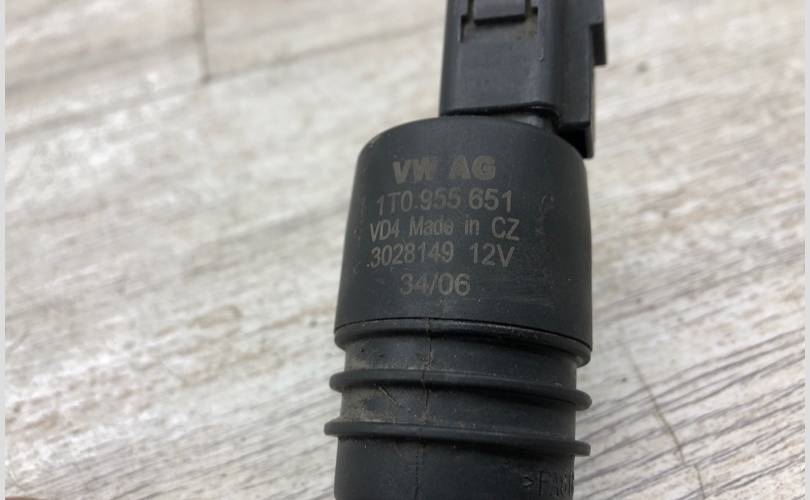 VW AG
1T0.955 651
VD4 Made in CZ
.3028149 12V
34/06